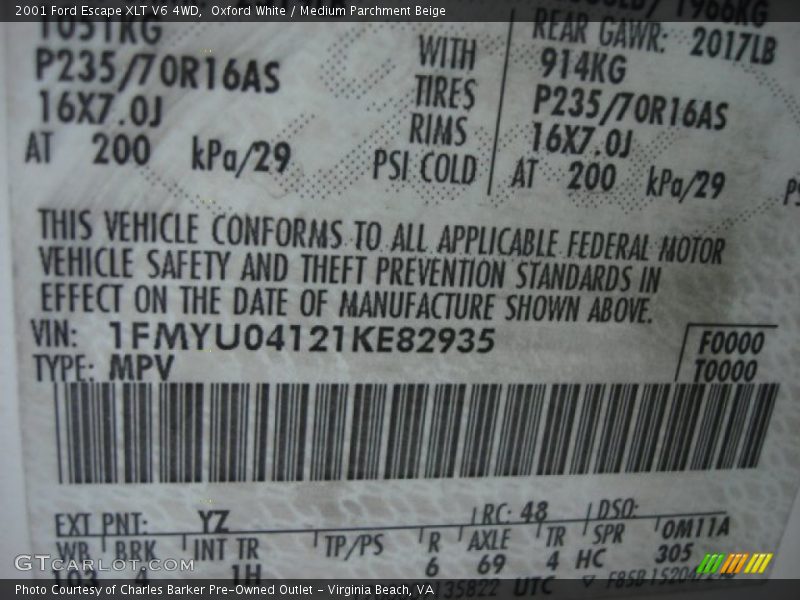 2001 Ford Escape XLT V6 4WD, Oxford White / Medium Parchment Beige
1051KG WITH REAR GAWR: 2017LB
P235/70R16AS TIRES 914KG
16X7.0J RIMS P235/70R16AS
AT 200 kPa/29 PSI COLD 16X7.0J
AT 200 kPa/29
THIS VEHICLE CONFORMS TO ALL APPLICABLE FEDERAL MOTOR
VEHICLE SAFETY AND THEFT PREVENTION STANDARDS IN
EFFECT ON THE DATE OF MANUFACTURE SHOWN ABOVE.
VIN: 1FMYU04121KE82935 F0000
TYPE: MPV T0000
EXT PNT: YZ RC: 48 DSO:
WB BRK INT TR TP/PS R AXLE TR SPR 0M11A
103 4 1H 6 69 4 HC 305
UTC
GTCARLOT.COM
Photo Courtesy of Charles Barker Pre-Owned Outlet - Virginia Beach, VA